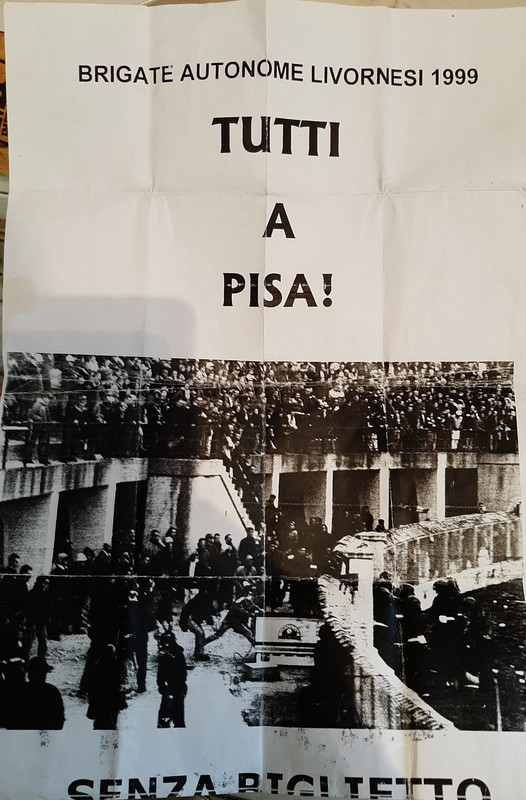 BRIGATE AUTONOME LIVORNESI 1999
TUTTI
A
PISA!
SENZA BIGLIETTO